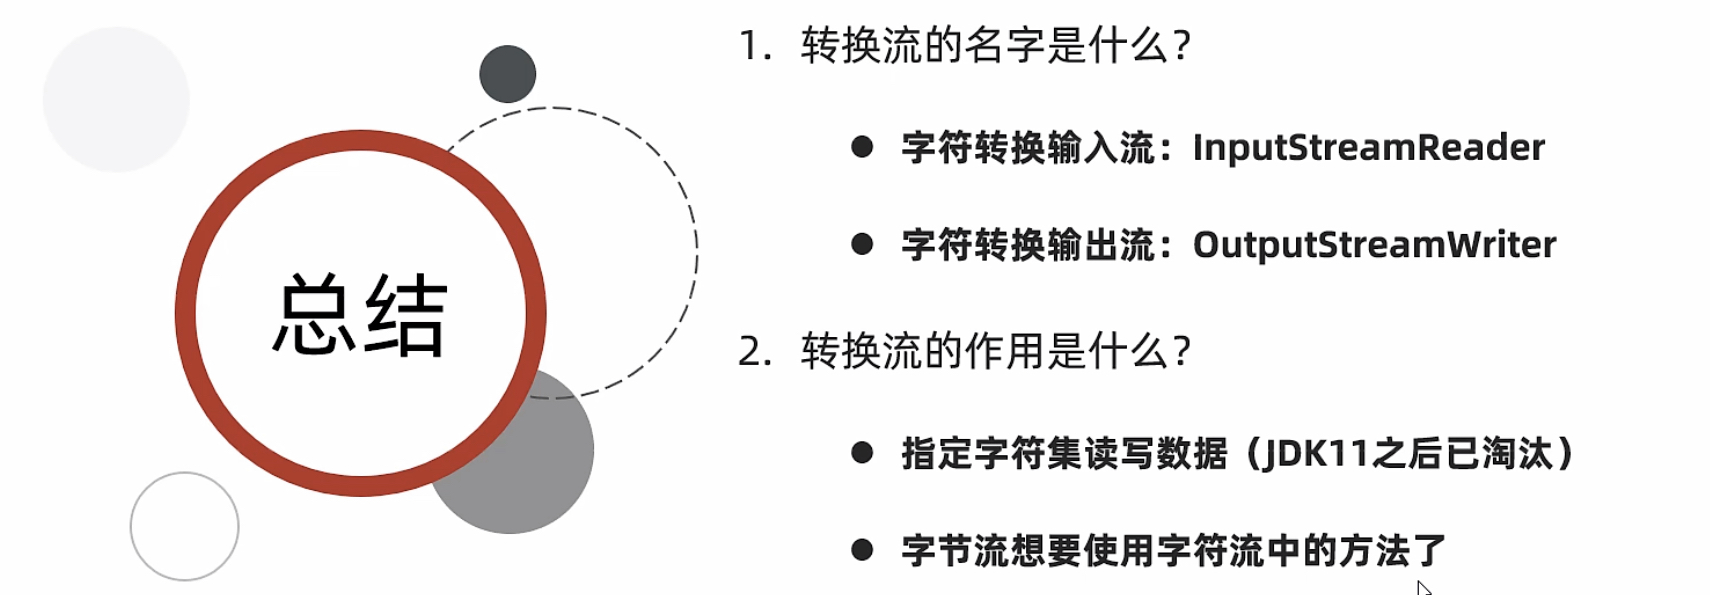 总结
1. 转换流的名字是什么？
● 字符转换输入流：InputStreamReader
● 字符转换输出流：OutputStreamWriter
2. 转换流的作用是什么？
● 指定字符集读写数据（JDK11之后已淘汰）
● 字节流想要使用字符流中的方法了